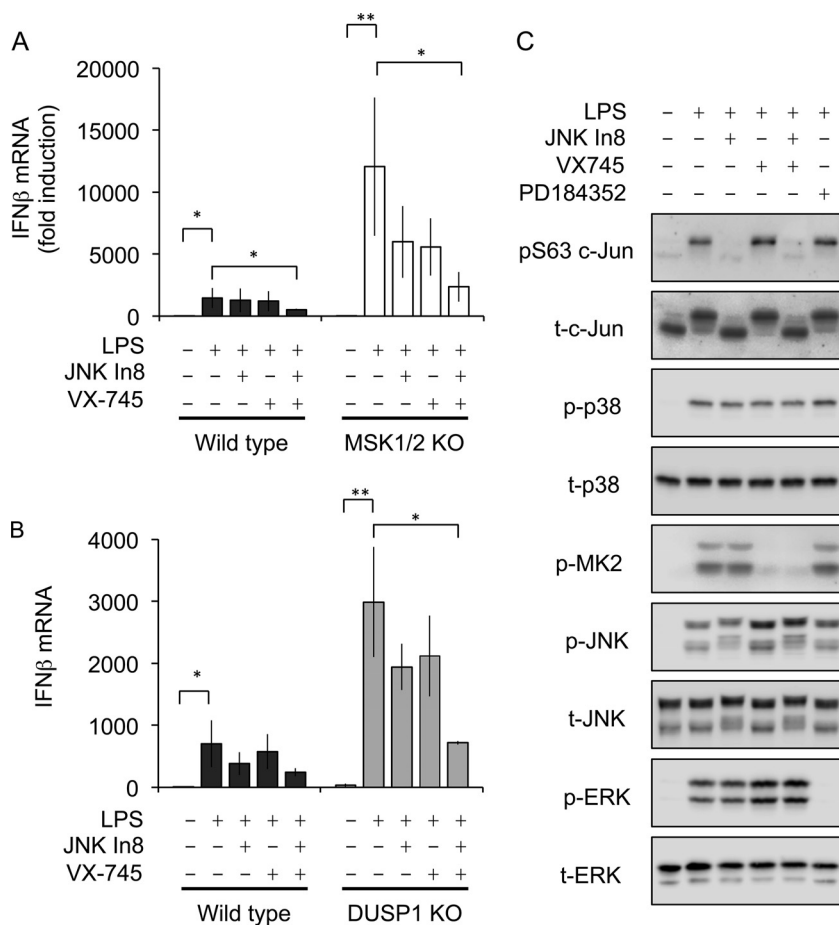 A
**
*
20000
15000
10000
5000
0
IFNβ mRNA
(fold induction)
*
*
LPS – + + + + – + + + +
JNK In8 – – + – + – – + – +
VX-745 – – – + + – – – + +
Wild type MSK1/2 KO
B
**
*
4000
3000
2000
1000
0
IFNβ mRNA
*
LPS – + + + + – + + + +
JNK In8 – – + – + – – + – +
VX-745 – – – + + – – – + +
Wild type DUSP1 KO
C
LPS – + + + + +
JNK In8 – – + – + –
VX745 – – – + + –
PD184352 – – – – – +
pS63 c-Jun
t-c-Jun
p-p38
t-p38
p-MK2
p-JNK
t-JNK
p-ERK
t-ERK